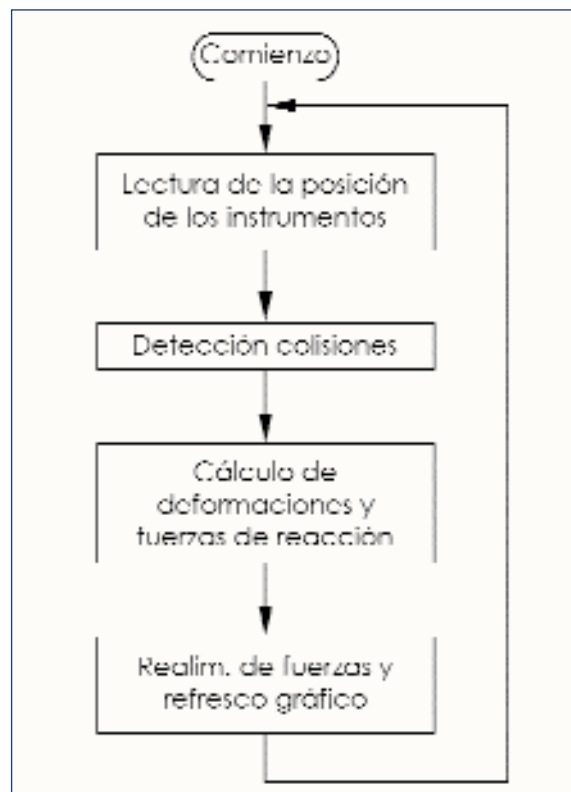 Comienzo
Lectura de la posición
de los instrumentos
Detección colisiones
Cálculo de
deformaciones y
fuerzas de reacción
Realim. de fuerzas y
refresco gráfico